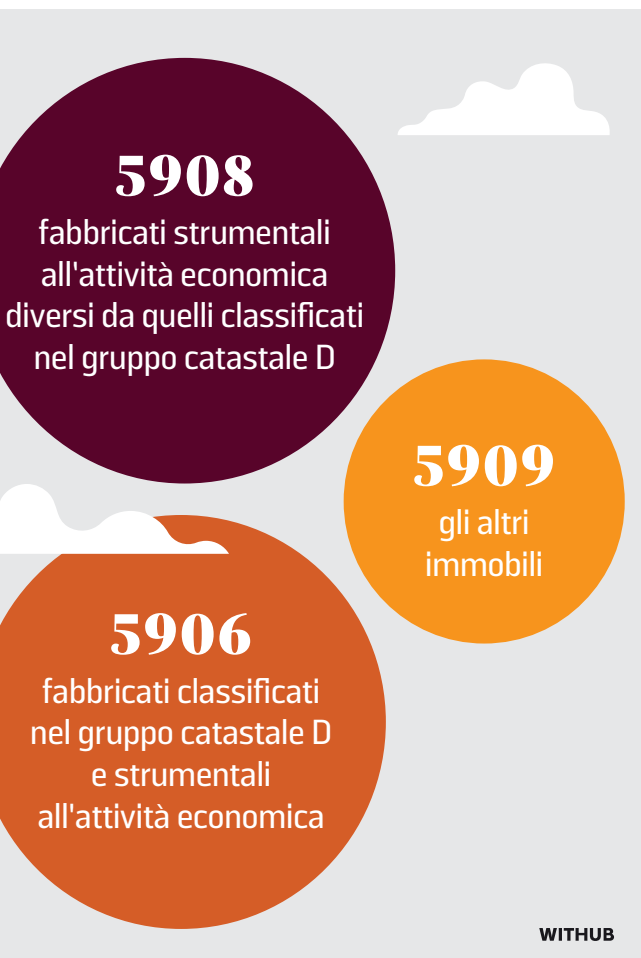 5908
fabbricati strumentali
all'attività economica
diversi da quelli classificati
nel gruppo catastale D
5909
gli altri
immobili
5906
fabbricati classificati
nel gruppo catastale D
e strumentali
all'attività economica
WITHUB